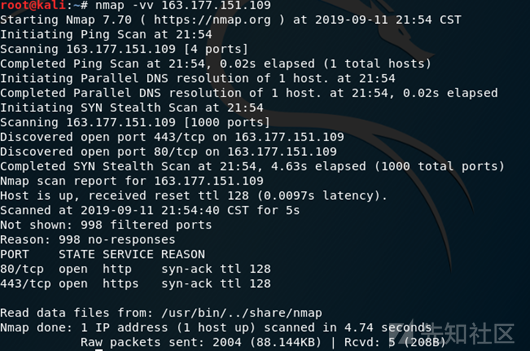 root@kali:~# nmap -vv 163.177.151.109
Starting Nmap 7.70 ( https://nmap.org ) at 2019-09-11 21:54 CST
Initiating Ping Scan at 21:54
Scanning 163.177.151.109 [4 ports]
Completed Ping Scan at 21:54, 0.02s elapsed (1 total hosts)
Initiating Parallel DNS resolution of 1 host. at 21:54
Completed Parallel DNS resolution of 1 host. at 21:54, 0.02s elapsed
Initiating SYN Stealth Scan at 21:54
Scanning 163.177.151.109 [1000 ports]
Discovered open port 443/tcp on 163.177.151.109
Discovered open port 80/tcp on 163.177.151.109
Completed SYN Stealth Scan at 21:54, 4.63s elapsed (1000 total ports)
Nmap scan report for 163.177.151.109
Host is up, received reset ttl 128 (0.0097s latency).
Scanned at 2019-09-11 21:54:40 CST for 5s
Not shown: 998 filtered ports
Reason: 998 no-responses
PORT    STATE SERVICE REASON
80/tcp  open  http    syn-ack ttl 128
443/tcp open  https   syn-ack ttl 128
Read data files from: /usr/bin/../share/nmap
Nmap done: 1 IP address (1 host up) scanned in 4.74 seconds
Raw packets sent: 2004 (88.144KB) | Rcvd: 5 (208B)
先知社区